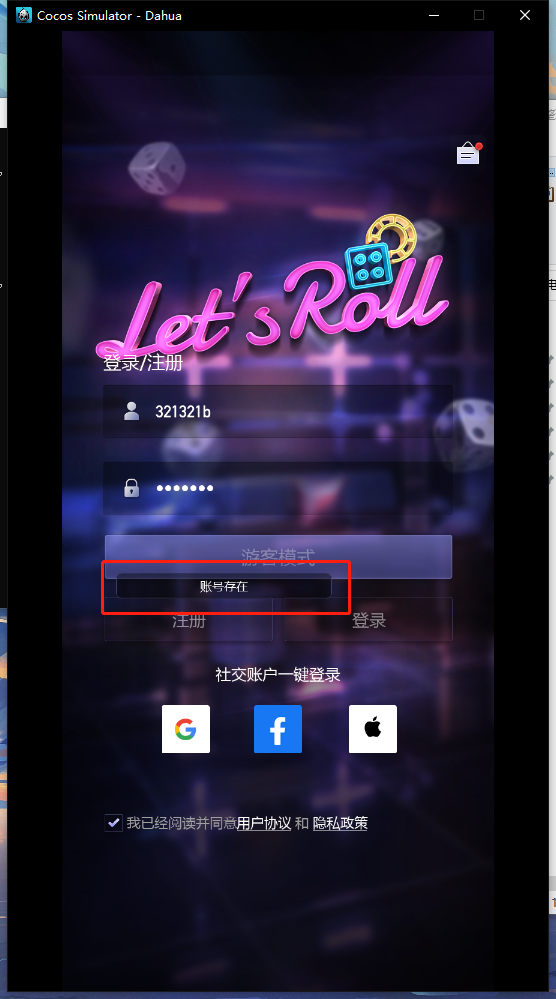 Cocos Simulator - Dahua
Let's Roll
登录/注册
321321b
游客模式
账号存在
注册
登录
社交账户一键登录
我已经阅读并同意用户协议 和 隐私政策